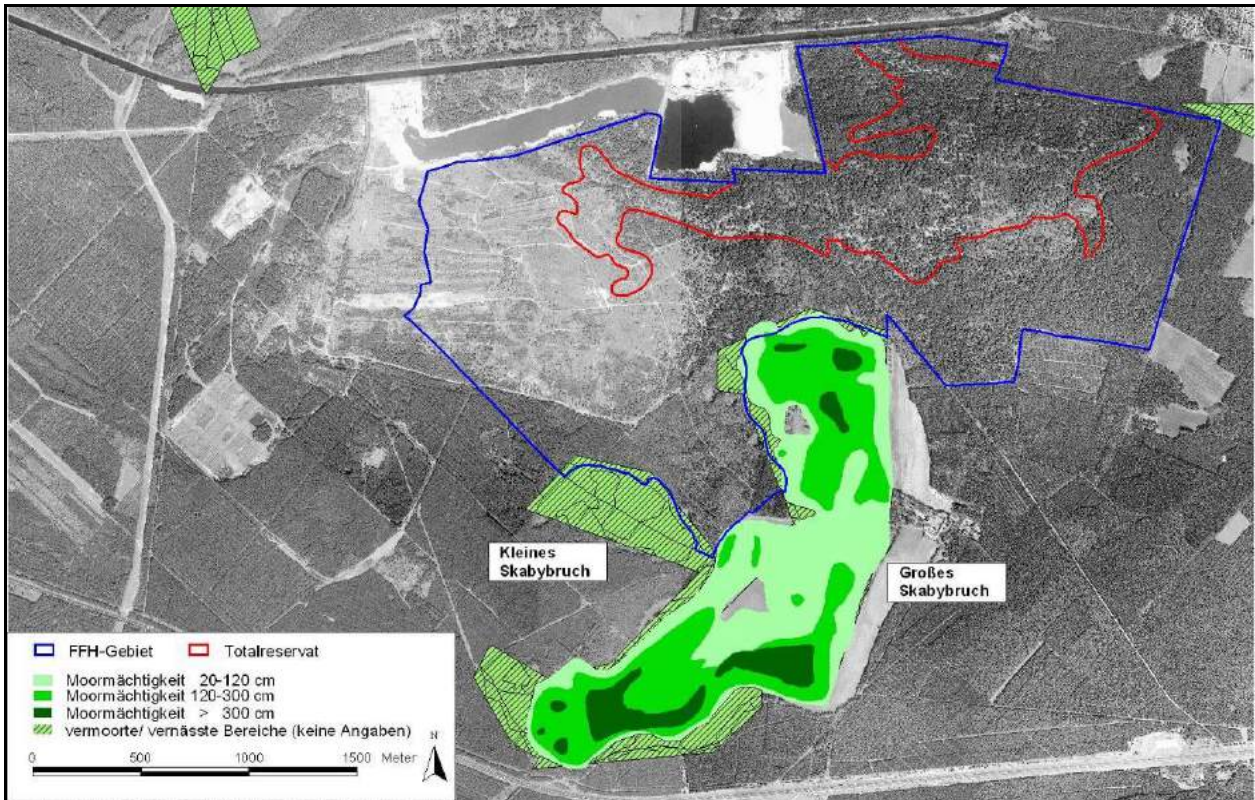 Kleines
Skabybruch
Großes
Skabybruch
FFH-Gebiet Totalreservat
Moormächtigkeit 20-120 cm
Moormächtigkeit 120-300 cm
Moormächtigkeit > 300 cm
vermoorte/ vernässte Bereiche (keine Angaben)
N
0 500 1000 1500 Meter